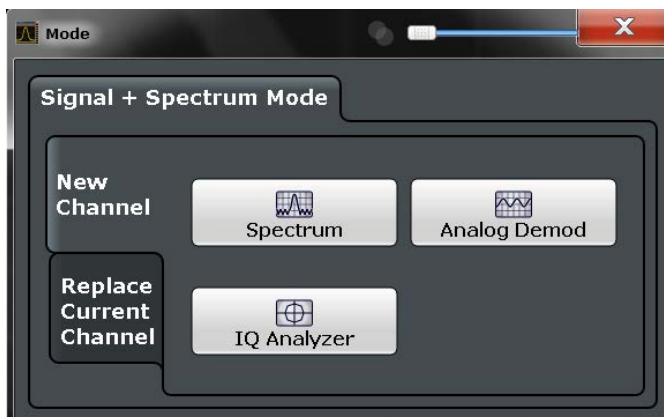 Mode
X
Signal + Spectrum Mode
New
Channel
Spectrum
Analog Demod
Replace
Current
Channel
IQ Analyzer